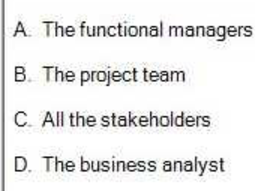 A. The functional managers
B. The project team
C. All the stakeholders
D. The business analyst